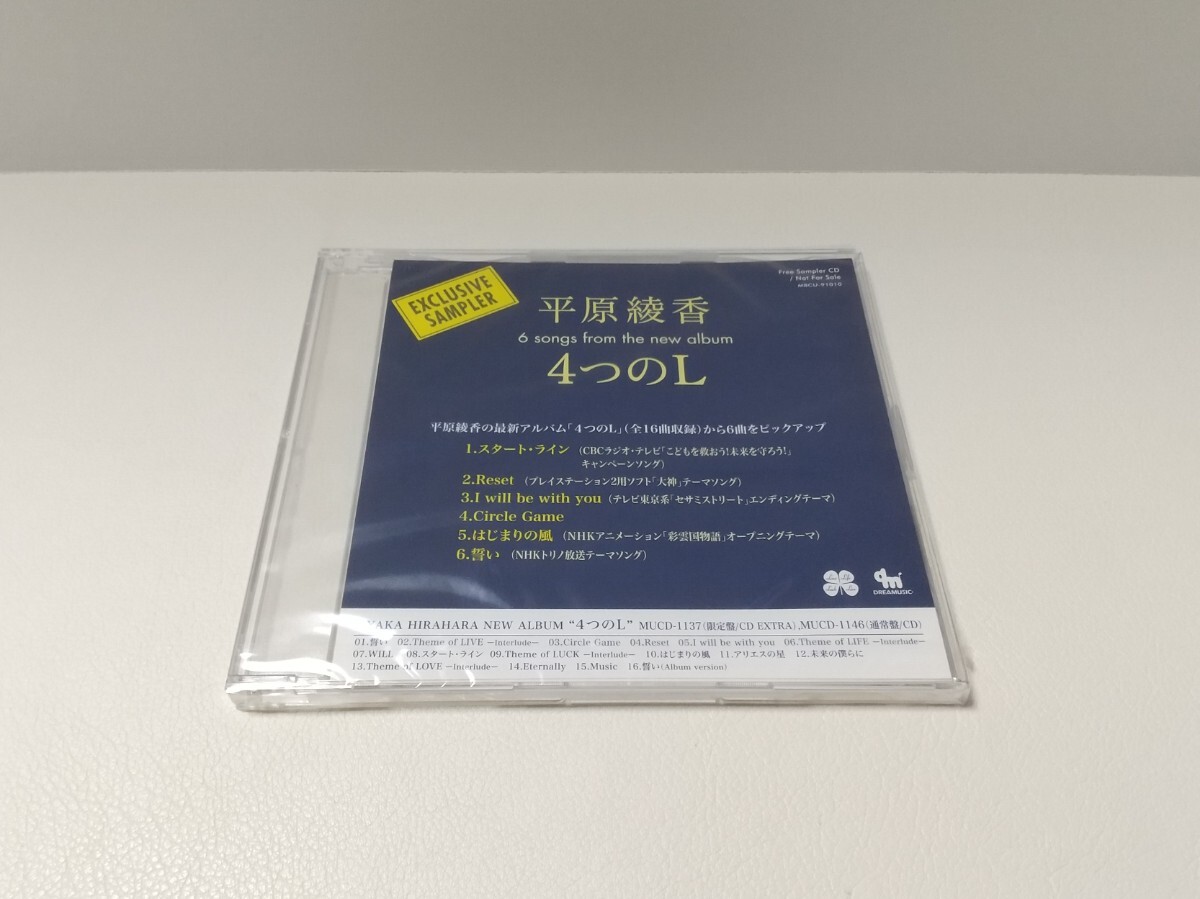 EXCLUSIVE
SAMPLER
Free Sampler CD
/ Not For Sale
MRCU-91010
平原綾香
6 songs from the new album
4つのL
平原綾香の最新アルバム「4つのL」(全16曲収録)から6曲をピックアップ
1.スタート・ライン (CBCラジオ・テレビ「こどもを救おう!未来を守ろう!」
キャンペーンソング)
2.Reset (プレイステーション2用ソフト「大神」テーマソング)
3.I will be with you (テレビ東京系「セサミストリート」エンディングテーマ)
4.Circle Game
5.はじまりの風 (NHKアニメーション「彩雲国物語」オープニングテーマ)
6.誓い (NHKトリノ放送テーマソング)
DREAMUSIC
AYAKA HIRAHARA NEW ALBUM “4つのL” MUCD-1137(限定盤/CD EXTRA),MUCD-1146(通常盤/CD)
01.誓い 02.Theme of LIVE −Interlude− 03.Circle Game 04.Reset 05.I will be with you 06.Theme of LIFE −Interlude−
07.WILL 08.スタート・ライン 09.Theme of LUCK −Interlude− 10.はじまりの風 11.アリエスの星 12.未来の僕らに
13.Theme of LOVE −Interlude− 14.Eternally 15.Music 16.誓い(Album version)